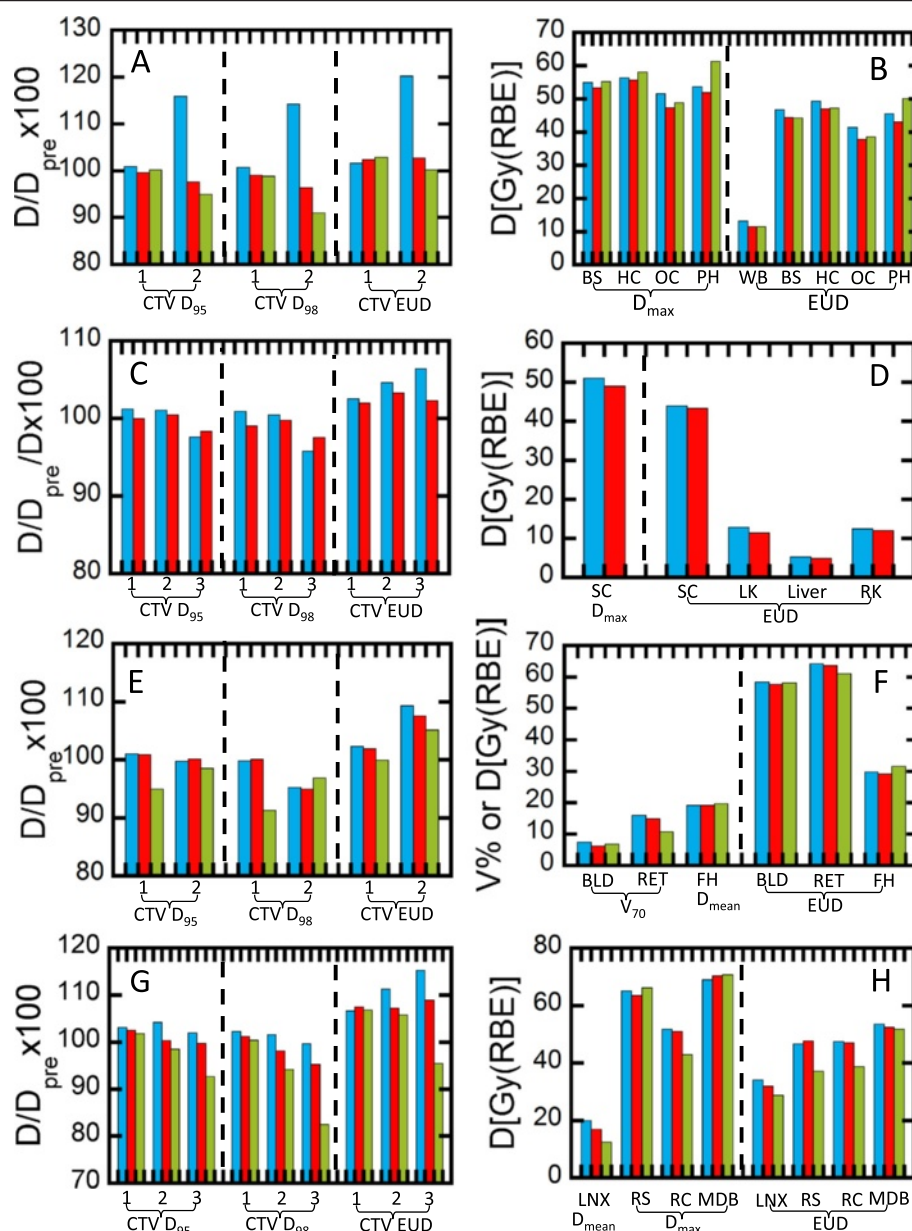 A
D/D_pre x100
130
120
110
100
90
80
1 2 1 2 1 2
CTV D95 CTV D98 CTV EUD
B
D[Gy(RBE)]
70
60
50
40
30
20
10
0
BS HC OC PH WB BS HC OC PH
Dmax EUD
C
D/D_pre/Dx100
110
100
90
80
1 2 3 1 2 3 1 2 3
CTV D95 CTV D98 CTV EUD
D
D[Gy(RBE)]
60
50
40
30
20
10
0
SC SC LK Liver RK
Dmax EUD
E
D/D_pre x100
120
110
100
90
80
1 2 1 2 1 2
CTV D95 CTV D98 CTV EUD
F
V% or D[Gy(RBE)]
70
60
50
40
30
20
10
0
BLD RET FH BLD RET FH
V70 Dmean EUD
G
D/D_pre x100
120
110
100
90
80
70
1 2 3 1 2 3 1 2 3
CTV D95 CTV D98 CTV EUD
H
D[Gy(RBE)]
80
60
40
20
0
LNX RS RC MDB LNX RS RC MDB
Dmean Dmax EUD